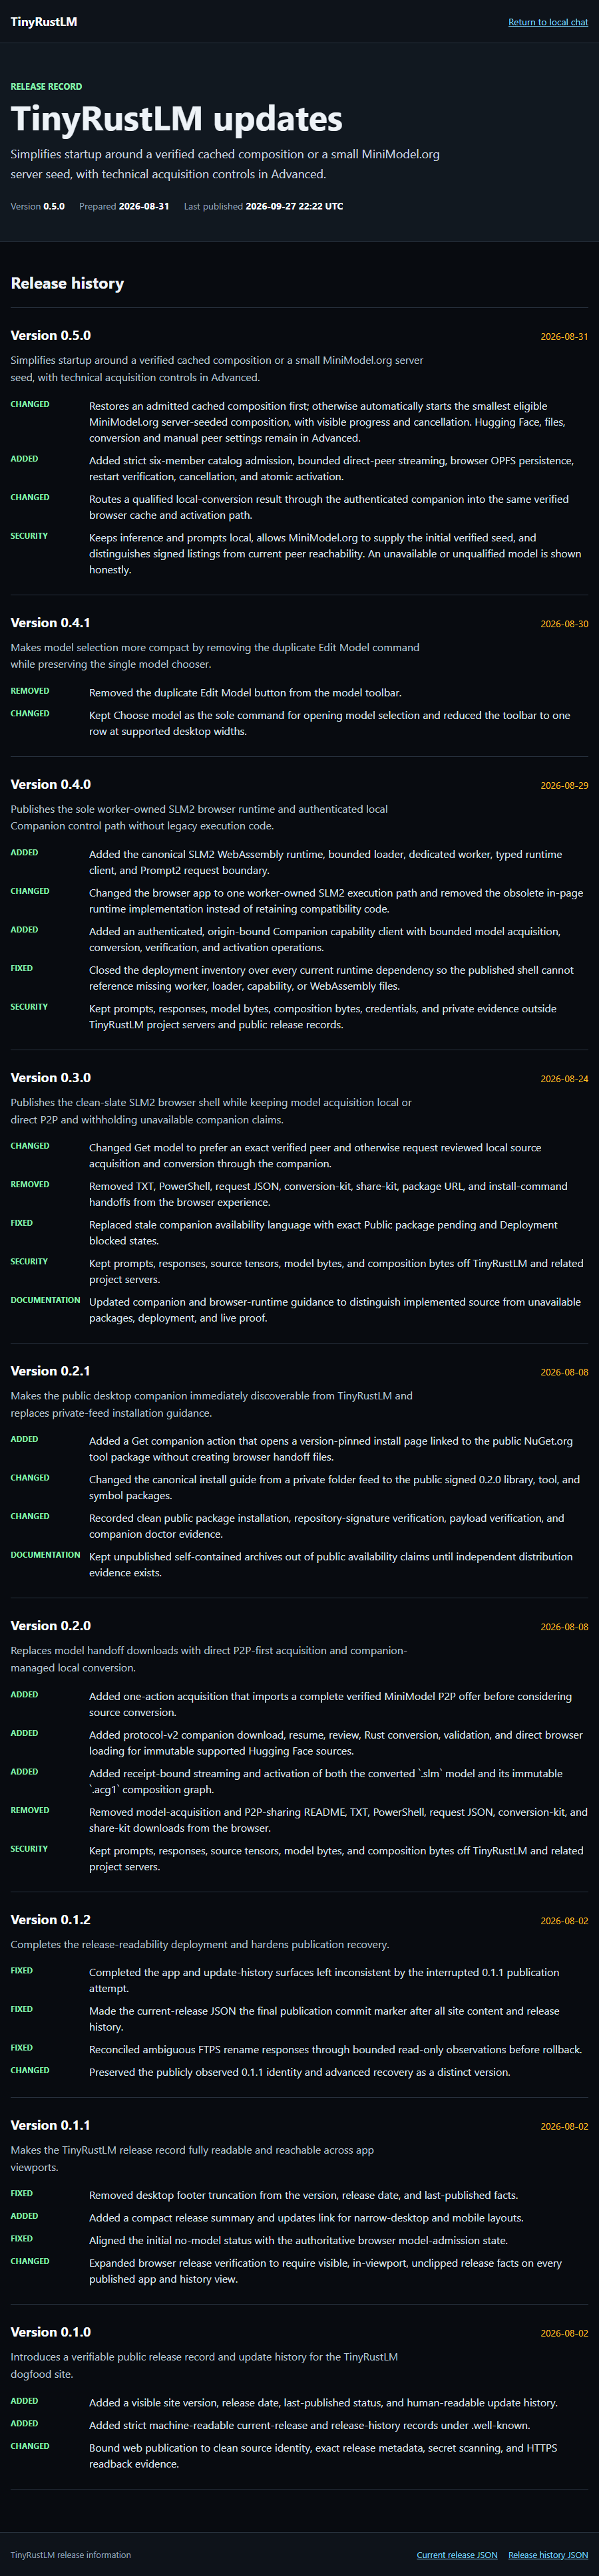 TinyRustLM
Return to local chat
RELEASE RECORD
TinyRustLM updates
Simplifies startup around a verified cached composition or a small MiniModel.org
server seed, with technical acquisition controls in Advanced.
Version 0.5.0 Prepared 2026-08-31 Last published 2026-09-27 22:22 UTC
Release history
Version 0.5.0
2026-08-31
Simplifies startup around a verified cached composition or a small MiniModel.org server
seed, with technical acquisition controls in Advanced.
CHANGED
Restores an admitted cached composition first; otherwise automatically starts the smallest eligible
MiniModel.org server-seeded composition, with visible progress and cancellation. Hugging Face, files,
conversion and manual peer settings remain in Advanced.
ADDED
Added strict six-member catalog admission, bounded direct-peer streaming, browser OPFS persistence,
restart verification, cancellation, and atomic activation.
CHANGED
Routes a qualified local-conversion result through the authenticated companion into the same verified
browser cache and activation path.
SECURITY
Keeps inference and prompts local, allows MiniModel.org to supply the initial verified seed, and
distinguishes signed listings from current peer reachability. An unavailable or unqualified model is shown
honestly.
Version 0.4.1
2026-08-30
Makes model selection more compact by removing the duplicate Edit Model command
while preserving the single model chooser.
REMOVED
Removed the duplicate Edit Model button from the model toolbar.
CHANGED
Kept Choose model as the sole command for opening model selection and reduced the toolbar to one
row at supported desktop widths.
Version 0.4.0
2026-08-29
Publishes the sole worker-owned SLM2 browser runtime and authenticated local
Companion control path without legacy execution code.
ADDED
Added the canonical SLM2 WebAssembly runtime, bounded loader, dedicated worker, typed runtime
client, and Prompt2 request boundary.
CHANGED
Changed the browser app to one worker-owned SLM2 execution path and removed the obsolete in-page
runtime implementation instead of retaining compatibility code.
ADDED
Added an authenticated, origin-bound Companion capability client with bounded model acquisition,
conversion, verification, and activation operations.
FIXED
Closed the deployment inventory over every current runtime dependency so the published shell cannot
reference missing worker, loader, capability, or WebAssembly files.
SECURITY
Kept prompts, responses, model bytes, composition bytes, credentials, and private evidence outside
TinyRustLM project servers and public release records.
Version 0.3.0
2026-08-24
Publishes the clean-slate SLM2 browser shell while keeping model acquisition local or
direct P2P and withholding unavailable companion claims.
CHANGED
Changed Get model to prefer an exact verified peer and otherwise request reviewed local source
acquisition and conversion through the companion.
REMOVED
Removed TXT, PowerShell, request JSON, conversion-kit, share-kit, package URL, and install-command
handoffs from the browser experience.
FIXED
Replaced stale companion availability language with exact Public package pending and Deployment
blocked states.
SECURITY
Kept prompts, responses, source tensors, model bytes, and composition bytes off TinyRustLM and related
project servers.
DOCUMENTATION
Updated companion and browser-runtime guidance to distinguish implemented source from unavailable
packages, deployment, and live proof.
Version 0.2.1
2026-08-08
Makes the public desktop companion immediately discoverable from TinyRustLM and
replaces private-feed installation guidance.
ADDED
Added a Get companion action that opens a version-pinned install page linked to the public NuGet.org
tool package without creating browser handoff files.
CHANGED
Changed the canonical install guide from a private folder feed to the public signed 0.2.0 library, tool, and
symbol packages.
CHANGED
Recorded clean public package installation, repository-signature verification, payload verification, and
companion doctor evidence.
DOCUMENTATION
Kept unpublished self-contained archives out of public availability claims until independent distribution
evidence exists.
Version 0.2.0
2026-08-08
Replaces model handoff downloads with direct P2P-first acquisition and companion-
managed local conversion.
ADDED
Added one-action acquisition that imports a complete verified MiniModel P2P offer before considering
source conversion.
ADDED
Added protocol-v2 companion download, resume, review, Rust conversion, validation, and direct browser
loading for immutable supported Hugging Face sources.
ADDED
Added receipt-bound streaming and activation of both the converted `.slm` model and its immutable
`.acg1` composition graph.
REMOVED
Removed model-acquisition and P2P-sharing README, TXT, PowerShell, request JSON, conversion-kit, and
share-kit downloads from the browser.
SECURITY
Kept prompts, responses, source tensors, model bytes, and composition bytes off TinyRustLM and related
project servers.
Version 0.1.2
2026-08-02
Completes the release-readability deployment and hardens publication recovery.
FIXED
Completed the app and update-history surfaces left inconsistent by the interrupted 0.1.1 publication
attempt.
FIXED
Made the current-release JSON the final publication commit marker after all site content and release
history.
FIXED
Reconciled ambiguous FTPS rename responses through bounded read-only observations before rollback.
CHANGED
Preserved the publicly observed 0.1.1 identity and advanced recovery as a distinct version.
Version 0.1.1
2026-08-02
Makes the TinyRustLM release record fully readable and reachable across app
viewports.
FIXED
Removed desktop footer truncation from the version, release date, and last-published facts.
ADDED
Added a compact release summary and updates link for narrow-desktop and mobile layouts.
FIXED
Aligned the initial no-model status with the authoritative browser model-admission state.
CHANGED
Expanded browser release verification to require visible, in-viewport, unclipped release facts on every
published app and history view.
Version 0.1.0
2026-08-02
Introduces a verifiable public release record and update history for the TinyRustLM
dogfood site.
ADDED
Added a visible site version, release date, last-published status, and human-readable update history.
ADDED
Added strict machine-readable current-release and release-history records under .well-known.
CHANGED
Bound web publication to clean source identity, exact release metadata, secret scanning, and HTTPS
readback evidence.
TinyRustLM release information
Current release JSON Release history JSON